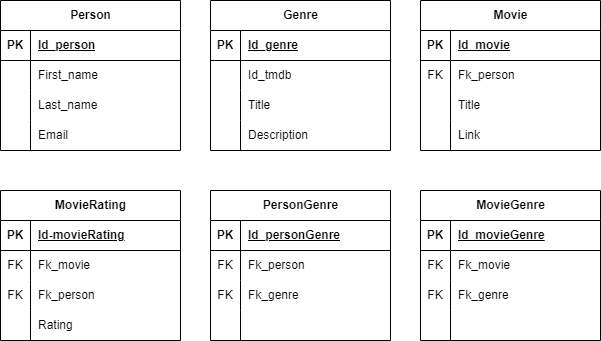 Person
PK Id_person
First_name
Last_name
Email
Genre
PK Id_genre
Id_tmdb
Title
Description
Movie
PK Id_movie
FK Fk_person
Title
Link
MovieRating
PK Id-movieRating
FK Fk_movie
FK Fk_person
Rating
PersonGenre
PK Id_personGenre
FK Fk_person
FK Fk_genre
MovieGenre
PK Id_movieGenre
FK Fk_movie
FK Fk_genre